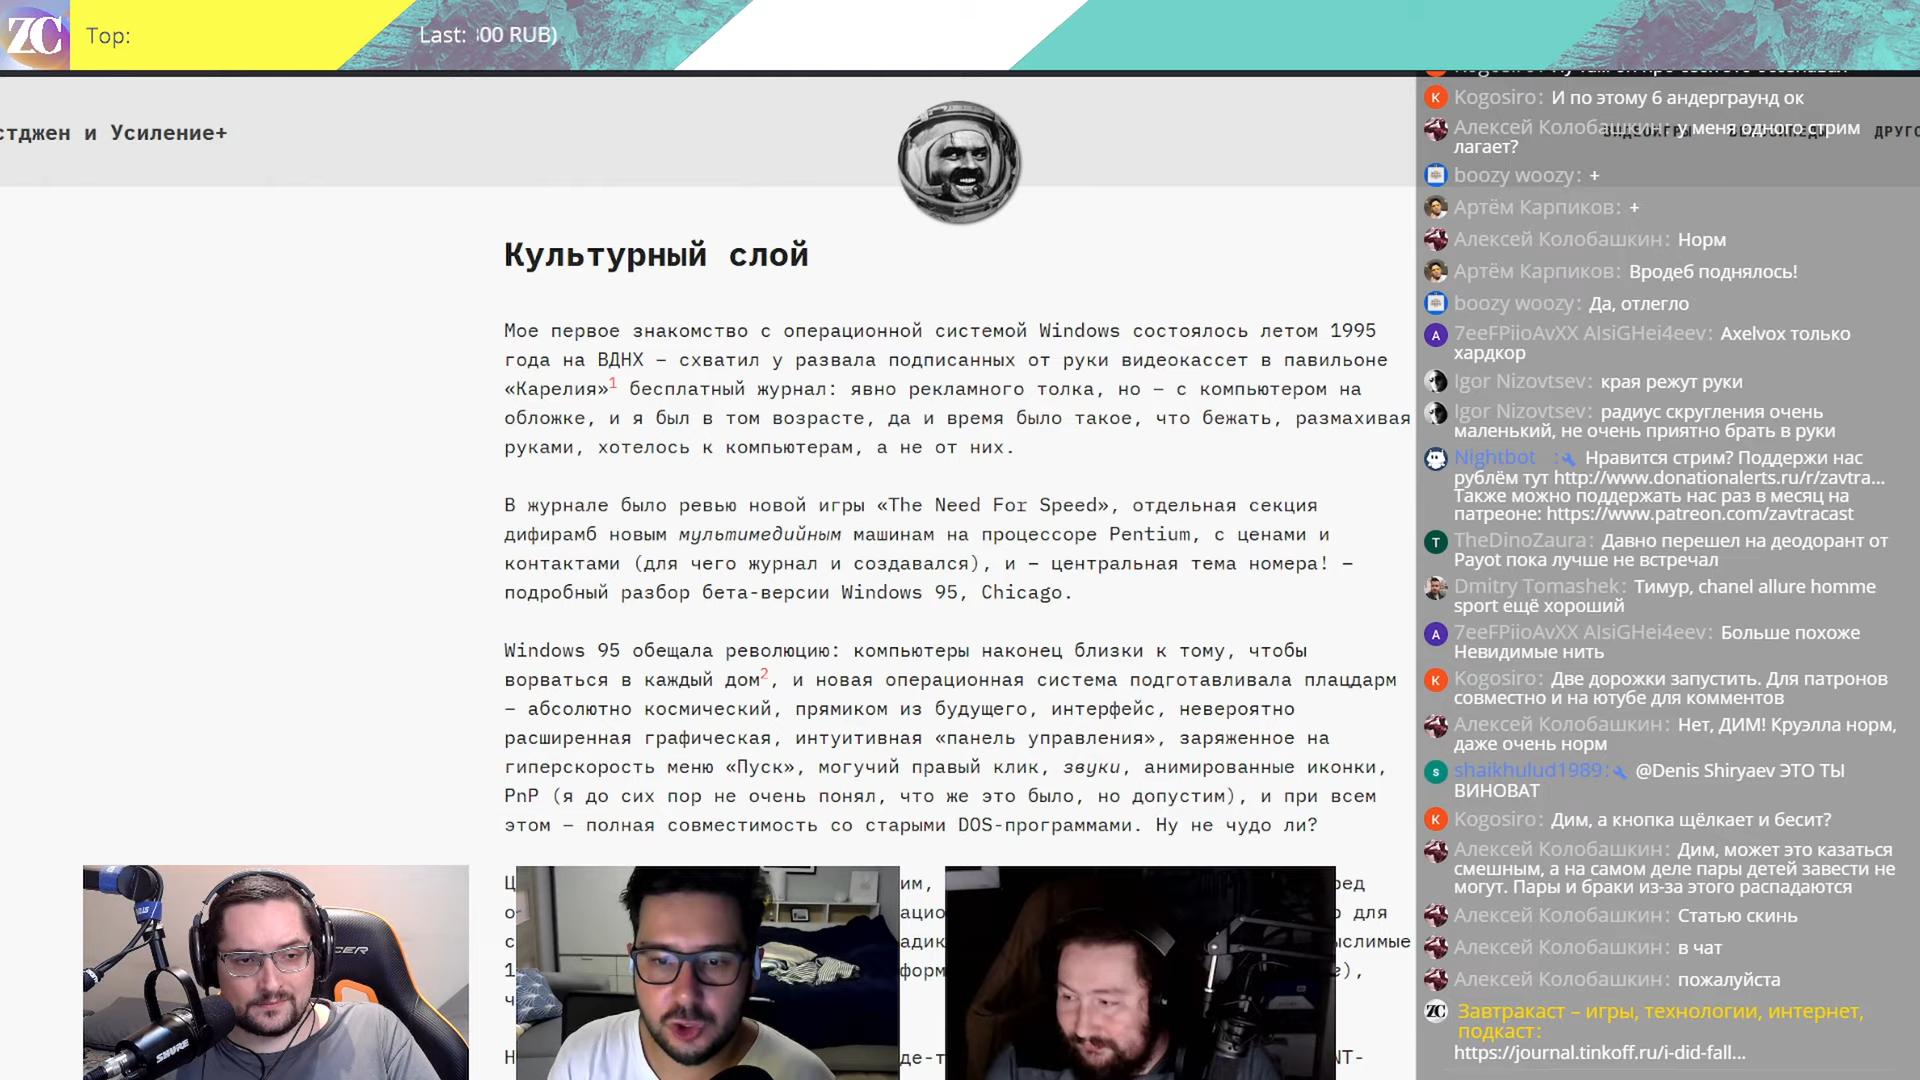 ZC
Top:
Last: 300 RUB)
стджен и Усиление+
Культурный слой
Мое первое знакомство с операционной системой Windows состоялось летом 1995
года на ВДНХ – схватил у развала подписанных от руки видеокассет в павильоне
«Карелия»1 бесплатный журнал: явно рекламного толка, но – с компьютером на
обложке, и я был в том возрасте, да и время было такое, что бежать, размахивая
руками, хотелось к компьютерам, а не от них.
В журнале было ревью новой игры «The Need For Speed», отдельная секция
дифирамб новым мультимедийным машинам на процессоре Pentium, с ценами и
контактами (для чего журнал и создавался), и – центральная тема номера! –
подробный разбор бета-версии Windows 95, Chicago.
Windows 95 обещала революцию: компьютеры наконец близки к тому, чтобы
ворваться в каждый дом2, и новая операционная система подготавливала плацдарм
– абсолютно космический, прямиком из будущего, интерфейс, невероятно
расширенная графическая, интуитивная «панель управления», заряженное на
гиперскорость меню «Пуск», могучий правый клик, звуки, анимированные иконки,
PnP (я до сих пор не очень понял, что же это было, но допустим), и при всем
этом – полная совместимость со старыми DOS-программами. Ну не чудо ли?
SHURE
Kogosiro: И по этому 6 андерграунд ок
Алексей Колобашкин: у меня одного стрим
лагает?
ВИДЕОИГРЫ
ДРУГО
boozy woozy: +
Артём Карпиков: +
Алексей Колобашкин: Норм
Артём Карпиков: Вродеб поднялось!
boozy woozy: Да, отлегло
7eeFPiioAvXX AIsiGHei4eev: Axelvox только
хардкор
Igor Nizovtsev: края режут руки
Igor Nizovtsev: радиус скругления очень
маленький, не очень приятно брать в руки
Nightbot : Нравится стрим? Поддержи нас
рублём тут http://www.donationalerts.ru/r/zavtra...
Также можно поддержать нас раз в месяц на
патреоне: https://www.patreon.com/zavtracast
TheDinoZaura: Давно перешел на деодорант от
Payot пока лучше не встречал
Dmitry Tomashek: Тимур, chanel allure homme
sport ещё хороший
7eeFPiioAvXX AIsiGHei4eev: Больше похоже
Невидимые нить
Kogosiro: Две дорожки запустить. Для патронов
совместно и на ютубе для комментов
Алексей Колобашкин: Нет, ДИМ! Круэлла норм,
даже очень норм
shaikhulud1989: @Denis Shiryaev ЭТО ТЫ
ВИНОВАТ
Kogosiro: Дим, а кнопка щёлкает и бесит?
Алексей Колобашкин: Дим, может это казаться
смешным, а на самом деле пары детей завести не
могут. Пары и браки из-за этого распадаются
Алексей Колобашкин: Статью скинь
Алексей Колобашкин: в чат
Алексей Колобашкин: пожалуйста
ZC Завтракаст – игры, технологии, интернет,
подкаст:
https://journal.tinkoff.ru/i-did-fall...